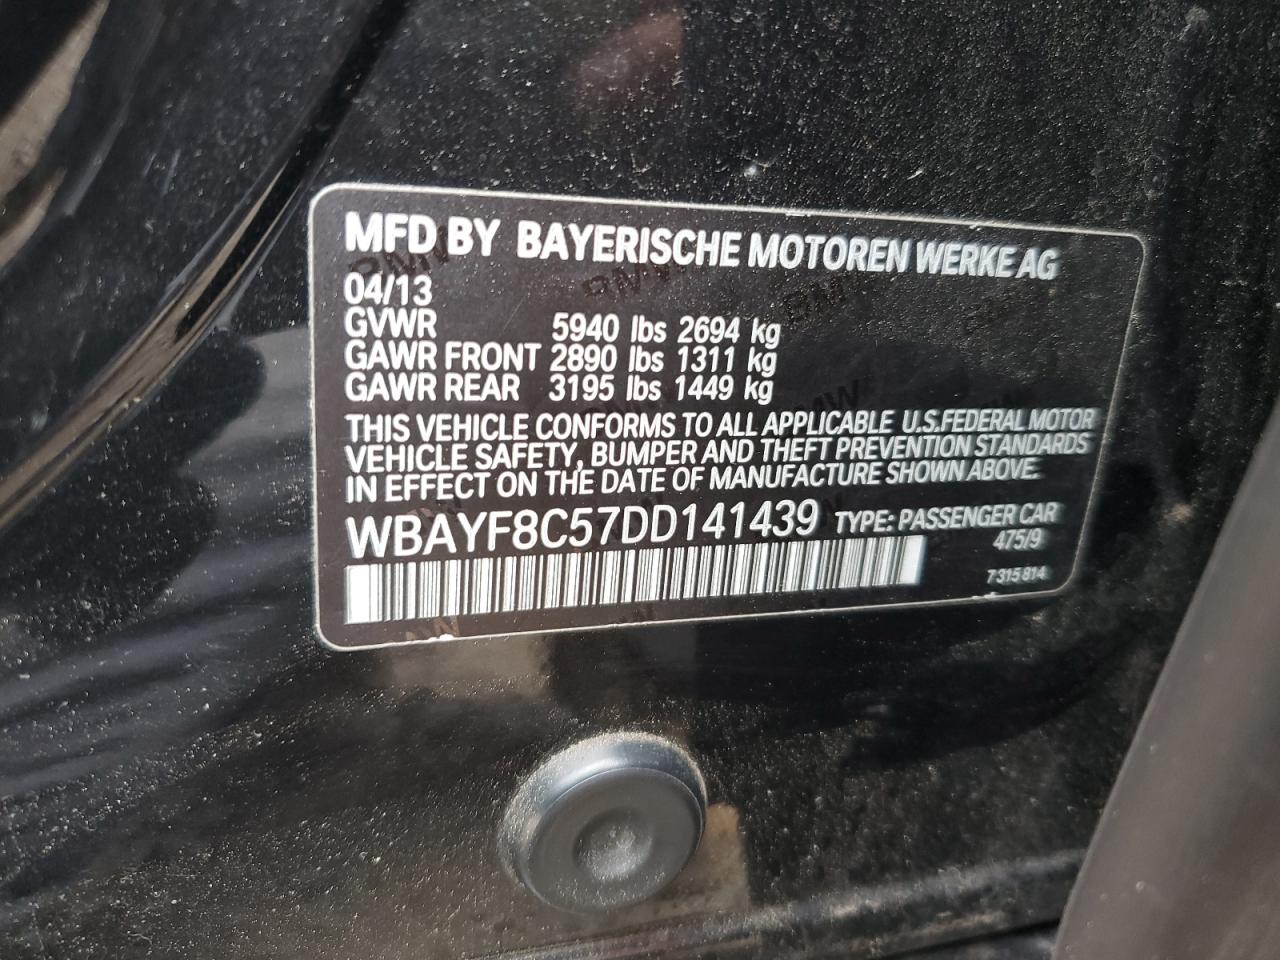 MFD BY BAYERISCHE MOTOREN WERKE AG
04/13
GVWR 5940 lbs 2694 kg
GAWR FRONT 2890 lbs 1311 kg
GAWR REAR 3195 lbs 1449 kg
THIS VEHICLE CONFORMS TO ALL APPLICABLE U.S.FEDERAL MOTOR
VEHICLE SAFETY, BUMPER AND THEFT PREVENTION STANDARDS
IN EFFECT ON THE DATE OF MANUFACTURE SHOWN ABOVE.
WBAYF8C57DD141439 TYPE: PASSENGER CAR
475/9
7 315 814